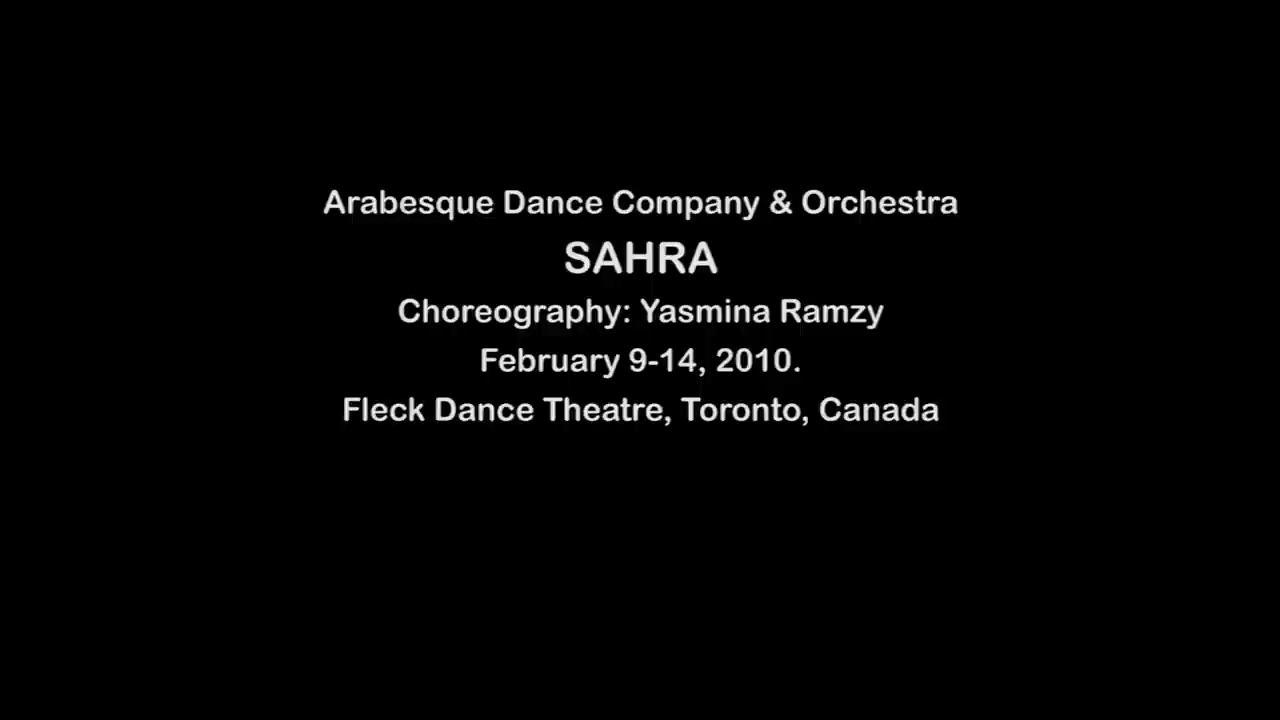 Arabesque Dance Company & Orchestra
SAHRA
Choreography: Yasmina Ramzy
February 9-14, 2010.
Fleck Dance Theatre, Toronto, Canada